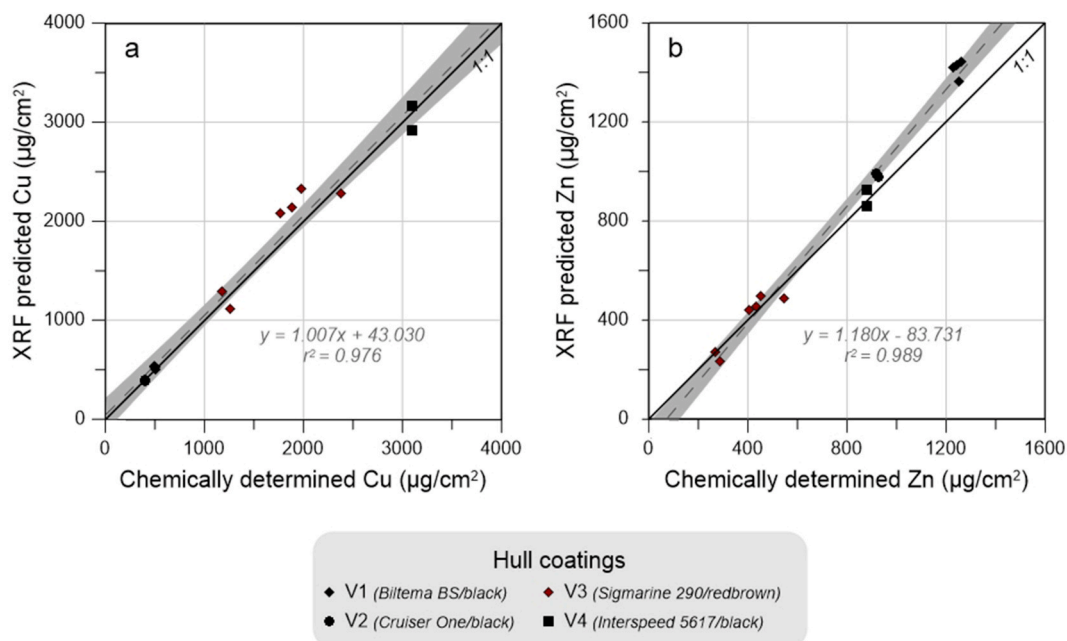 a
XRF predicted Cu (µg/cm²)
4000
3000
2000
1000
0
1:1
y = 1.007x + 43.030
r² = 0.976
0 1000 2000 3000 4000
Chemically determined Cu (µg/cm²)
b
XRF predicted Zn (µg/cm²)
1600
1200
800
400
0
1:1
y = 1.180x - 83.731
r² = 0.989
0 400 800 1200 1600
Chemically determined Zn (µg/cm²)
Hull coatings
V1 (Biltema BS/black) V3 (Sigmarine 290/redbrown)
V2 (Cruiser One/black) V4 (Interspeed 5617/black)